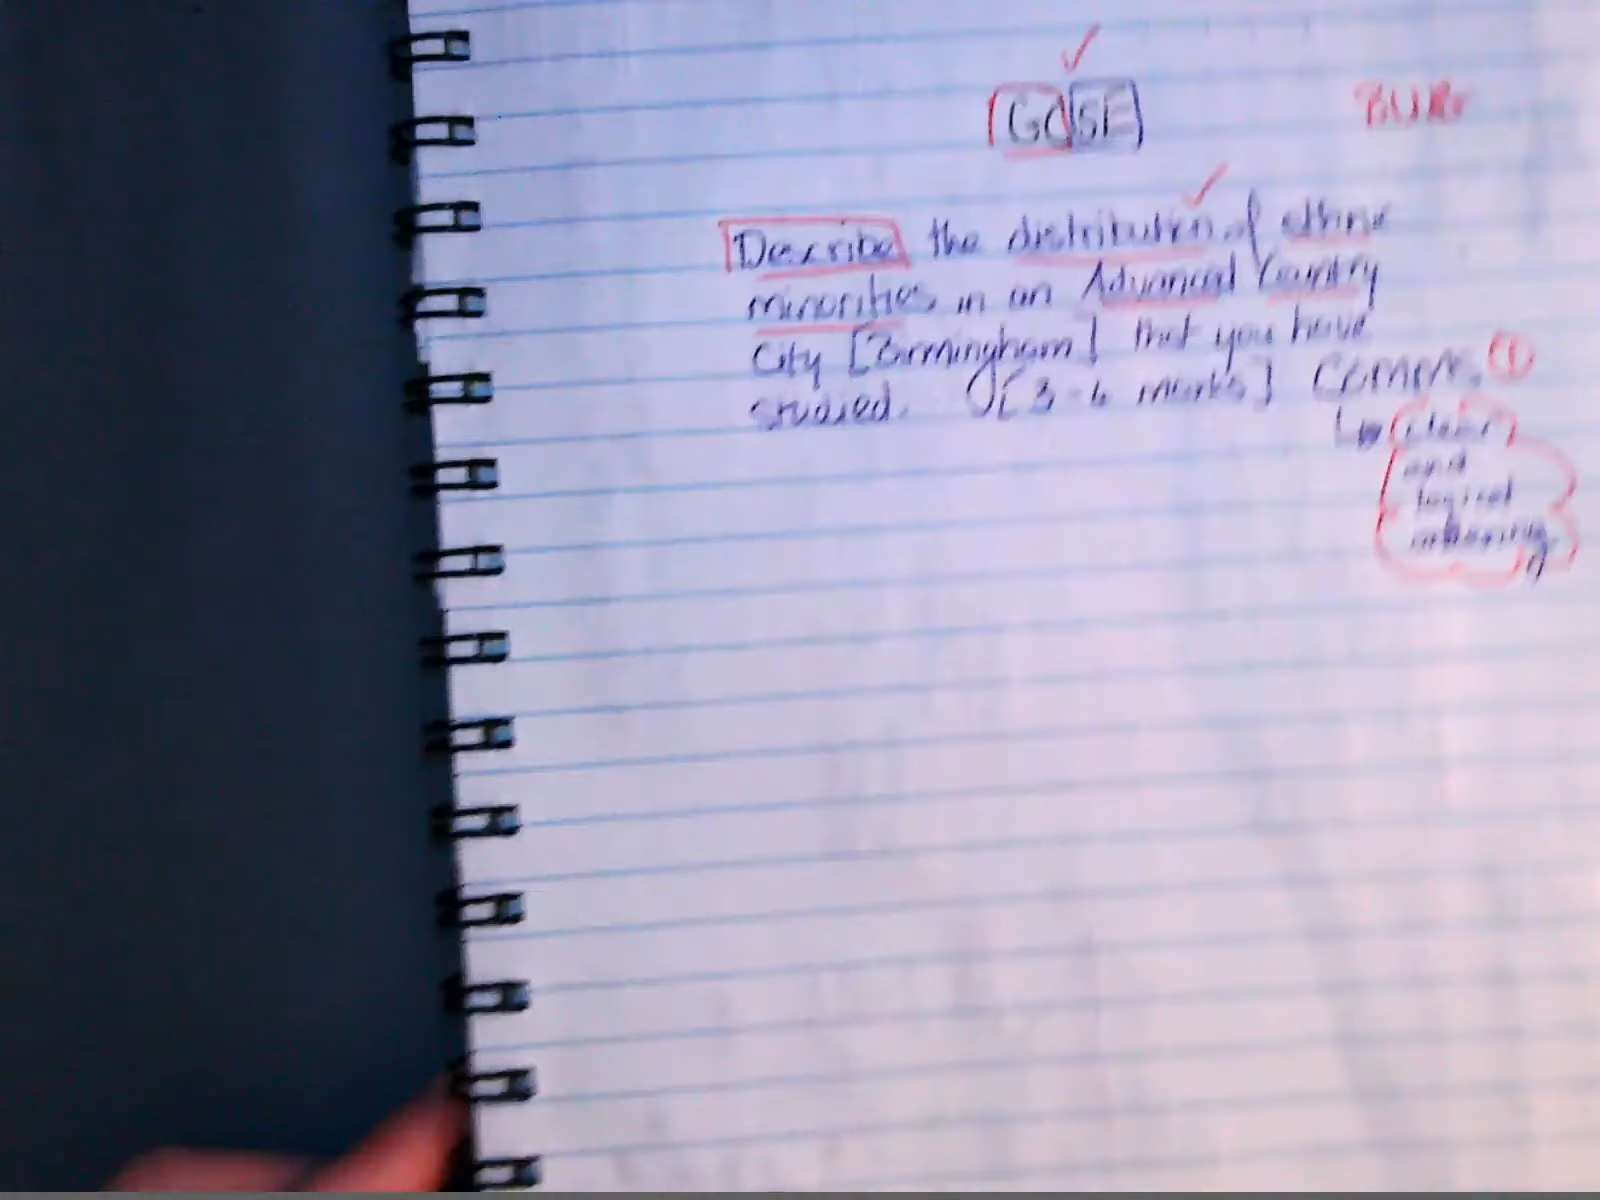 GCSE
BUG
Describe the distribution of ethnic
minorities in an Advanced Country
City [Birmingham] that you have
studied. [3-4 marks] Comm. 1
clear
and
logical